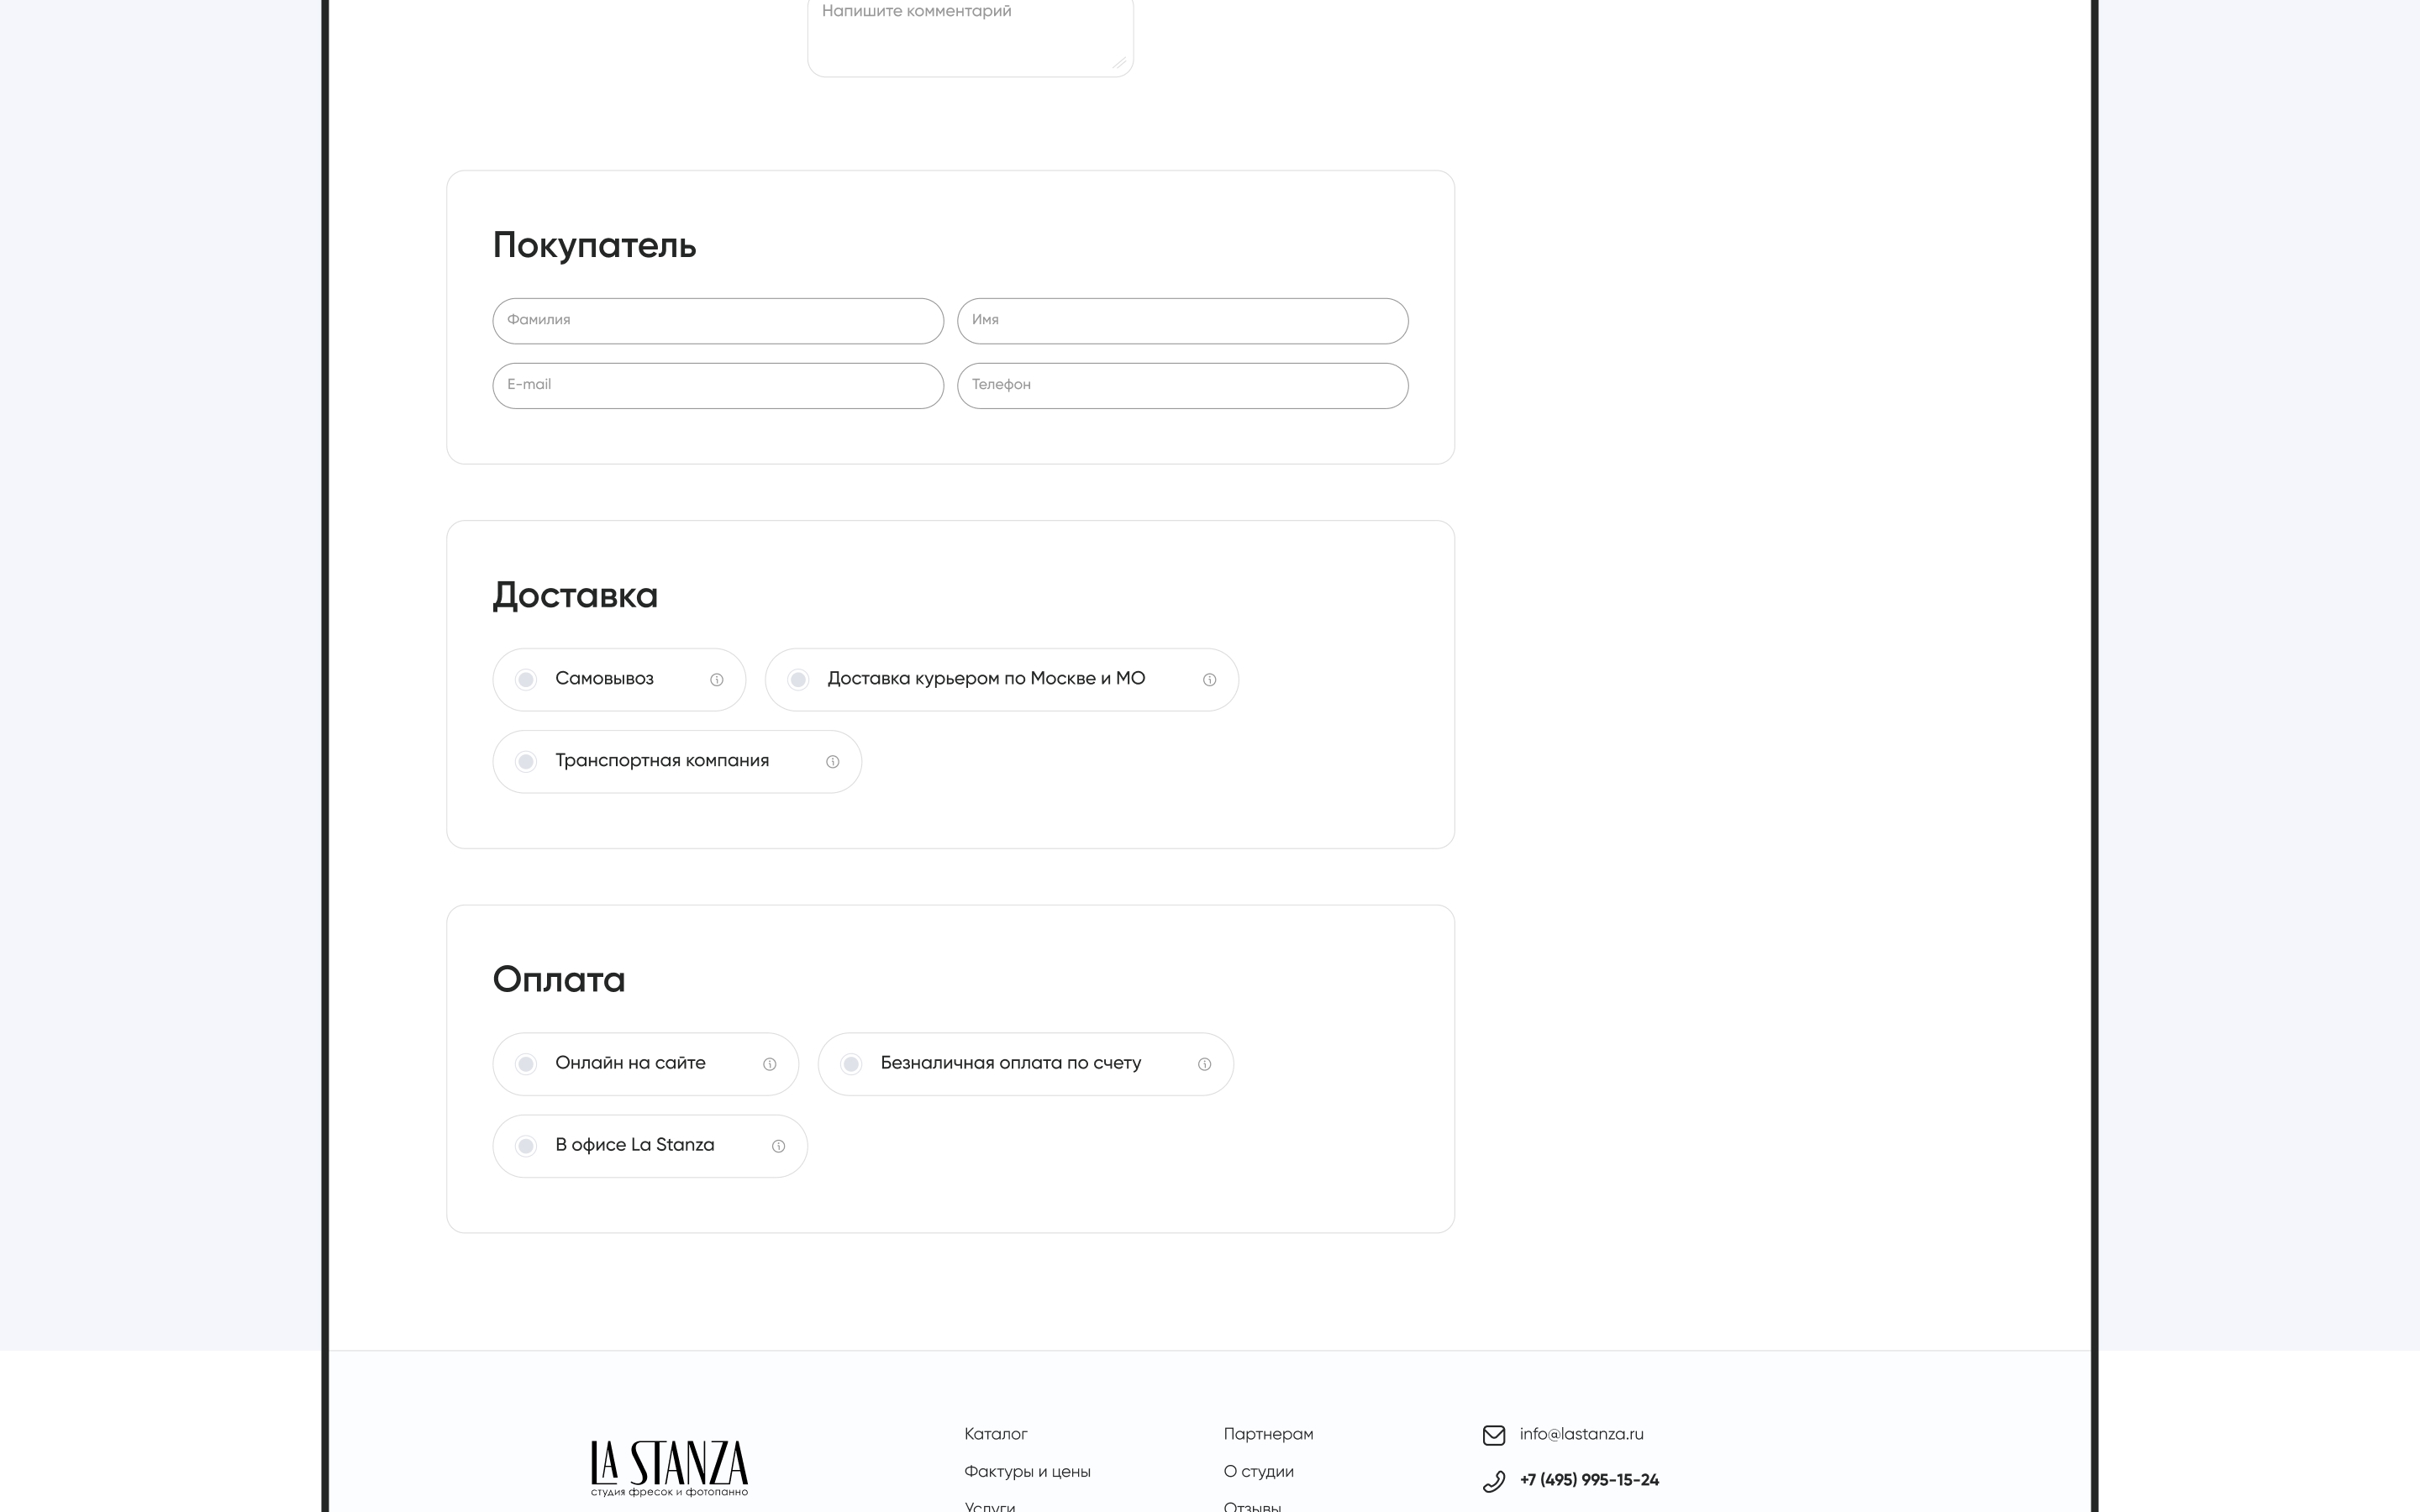 Напишите комментарий
Покупатель
Фамилия
Имя
E-mail
Телефон
Доставка
Самовывоз
Доставка курьером по Москве и МО
Транспортная компания
Оплата
Онлайн на сайте
Безналичная оплата по счету
В офисе La Stanza
LA STANZA
студия фресок и фотопанно
Каталог
Фактуры и цены
Услуги
Партнерам
О студии
Отзывы
info@lastanza.ru
+7 (495) 995-15-24